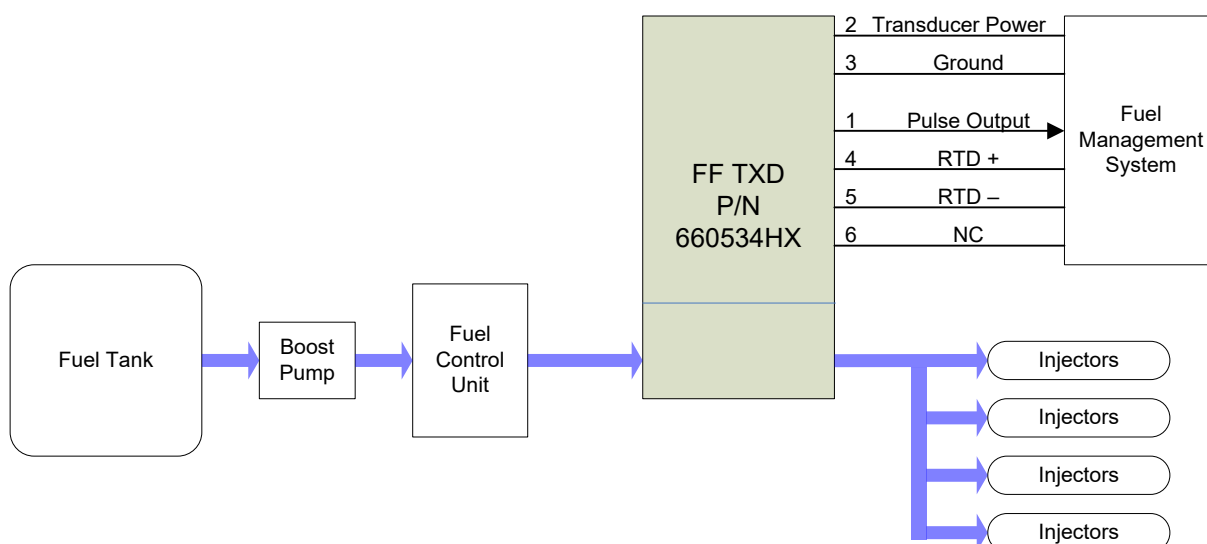 2 Transducer Power
3 Ground
1 Pulse Output
4 RTD +
5 RTD –
6 NC
Fuel
Management
System
FF TXD
P/N
660534HX
Fuel Tank
Boost
Pump
Fuel
Control
Unit
Injectors
Injectors
Injectors
Injectors